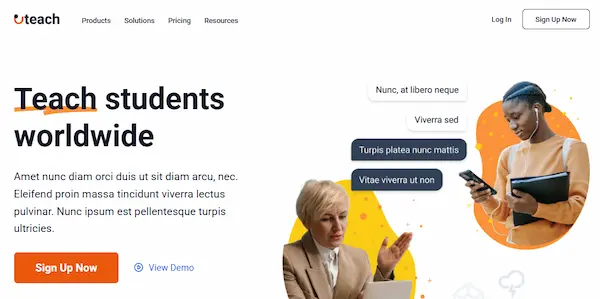 Uteach
Products Solutions Pricing Resources
Log In
Sign Up Now
Teach students
worldwide
Amet nunc diam orci duis ut sit diam arcu, nec.
Eleifend proin massa tincidunt viverra lectus
pulvinar. Nunc ipsum est pellentesque turpis
ultricies.
Sign Up Now
View Demo
Nunc, at libero neque
Viverra sed
Turpis platea nunc mattis
Vitae viverra ut non